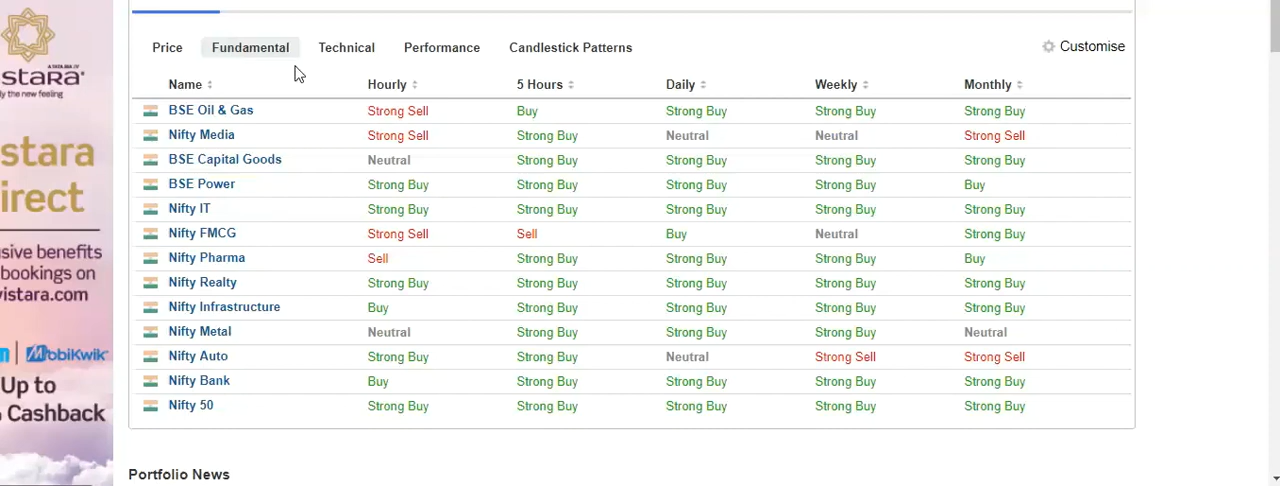 Price Fundamental Technical Performance Candlestick Patterns Customise
Name Hourly 5 Hours Daily Weekly Monthly
BSE Oil & Gas Strong Sell Buy Strong Buy Strong Buy Strong Buy
Nifty Media Strong Sell Strong Buy Neutral Neutral Strong Sell
BSE Capital Goods Neutral Strong Buy Strong Buy Strong Buy Strong Buy
BSE Power Strong Buy Strong Buy Strong Buy Strong Buy Buy
Nifty IT Strong Buy Strong Buy Strong Buy Strong Buy Strong Buy
Nifty FMCG Strong Sell Sell Buy Neutral Strong Buy
Nifty Pharma Sell Strong Buy Strong Buy Strong Buy Buy
Nifty Realty Strong Buy Strong Buy Strong Buy Strong Buy Strong Buy
Nifty Infrastructure Buy Strong Buy Strong Buy Strong Buy Strong Buy
Nifty Metal Neutral Strong Buy Strong Buy Strong Buy Neutral
Nifty Auto Strong Buy Strong Buy Neutral Strong Sell Strong Sell
Nifty Bank Buy Strong Buy Strong Buy Strong Buy Strong Buy
Nifty 50 Strong Buy Strong Buy Strong Buy Strong Buy Strong Buy
Portfolio News
stara
y the new feeling
stara
irect
sive benefits
bookings on
vistara.com
MobiKwik
Up to
Cashback